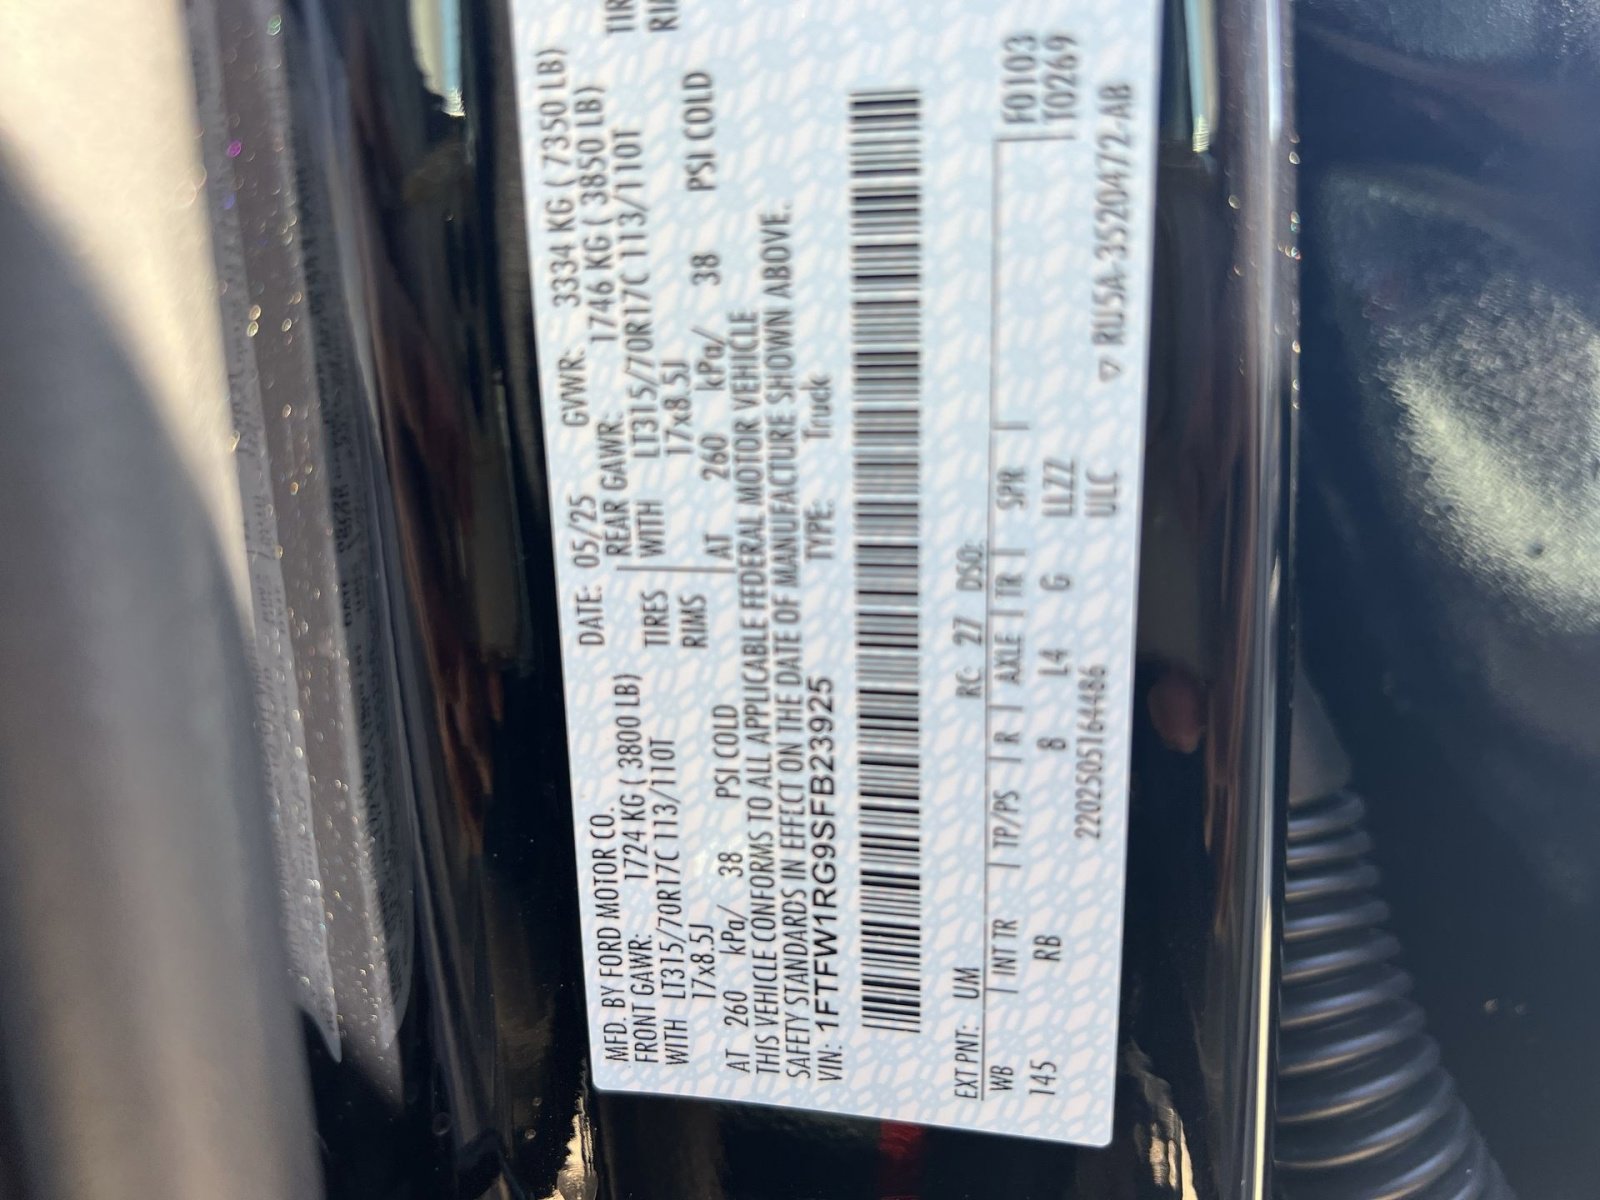 MFD. BY FORD MOTOR CO.
DATE: 05/25 GVWR: 3334 KG ( 7350 LB)
FRONT GAWR: 1724 KG ( 3800 LB)
REAR GAWR: 1746 KG ( 3850 LB)
WITH LT315/70R17C 113/110T TIRES
WITH LT315/70R17C 113/110T TIR
17x8.5J RIMS
17x8.5J RI
AT 260 kPa/ 38 PSI COLD
AT 260 kPa/ 38 PSI COLD
THIS VEHICLE CONFORMS TO ALL APPLICABLE FEDERAL MOTOR VEHICLE
SAFETY STANDARDS IN EFFECT ON THE DATE OF MANUFACTURE SHOWN ABOVE.
VIN: 1FTFW1RG9SFB23925 TYPE: Truck
EXT PNT: UM RC: 27 DSO: F0103
WB INT TR TP/PS R AXLE TR SPR T0269
145 RB 8 L4 G LLZZ
2202505164486 ULC ▽ RU5A-3520472-AB